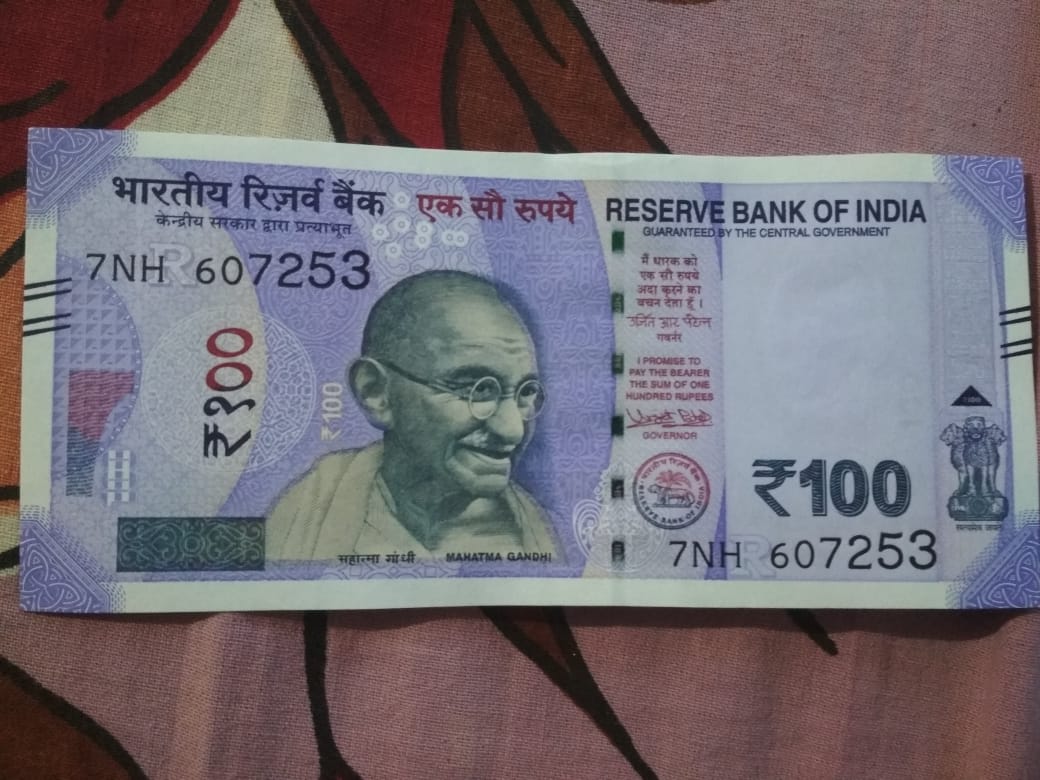 भारतीय रिज़र्व बैंक
केन्द्रीय सरकार द्वारा प्रत्याभूत
एक सौ रुपये
RESERVE BANK OF INDIA
GUARANTEED BY THE CENTRAL GOVERNMENT
7NH 607253
₹१००
₹100
मैं धारक को
एक सौ रुपये
अदा करने का
वचन देता हूँ ।
उर्जित आर पटेल
गवर्नर
I PROMISE TO
PAY THE BEARER
THE SUM OF ONE
HUNDRED RUPEES
GOVERNOR
भारतीय रिज़र्व बैंक
RESERVE BANK OF INDIA
₹100
7NH 607253
महात्मा गांधी
MAHATMA GANDHI
सत्यमेव जयते